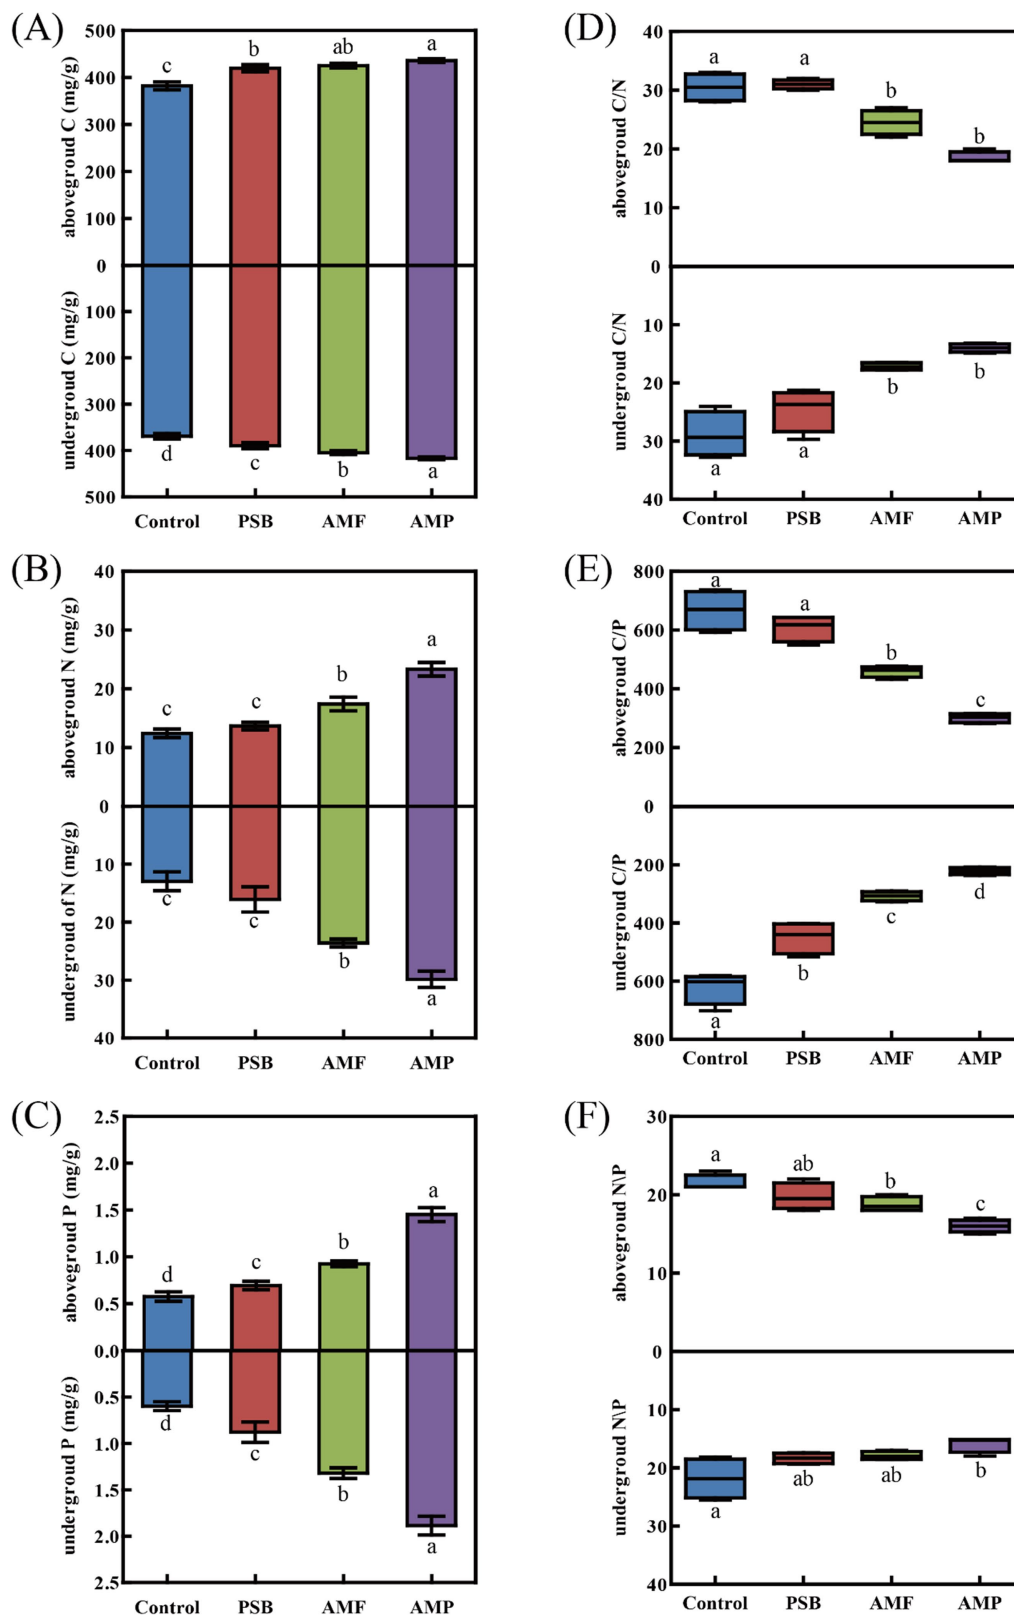 (A)
abovegroud C (mg/g)
undergroud C (mg/g)
500
400
300
200
100
0
100
200
300
400
500
c
b
ab
a
d
c
b
a
Control PSB AMF AMP
(D)
abovegroud C/N
undergroud C/N
40
30
20
10
0
10
20
30
40
a
a
b
b
a
a
b
b
Control PSB AMF AMP
(B)
abovegroud N (mg/g)
undergroud of N (mg/g)
40
30
20
10
0
10
20
30
40
c
c
b
a
c
c
b
a
Control PSB AMF AMP
(E)
abovegroud C/P
undergroud C/P
800
600
400
200
0
200
400
600
800
a
a
b
c
a
b
c
d
Control PSB AMF AMP
(C)
abovegroud P (mg/g)
undergroud P (mg/g)
2.5
2.0
1.5
1.0
0.5
0.0
0.5
1.0
1.5
2.0
2.5
d
c
b
a
d
c
b
a
Control PSB AMF AMP
(F)
abovegroud N\P
undergroud N\P
30
20
10
0
10
20
30
40
a
ab
b
c
a
ab
ab
b
Control PSB AMF AMP